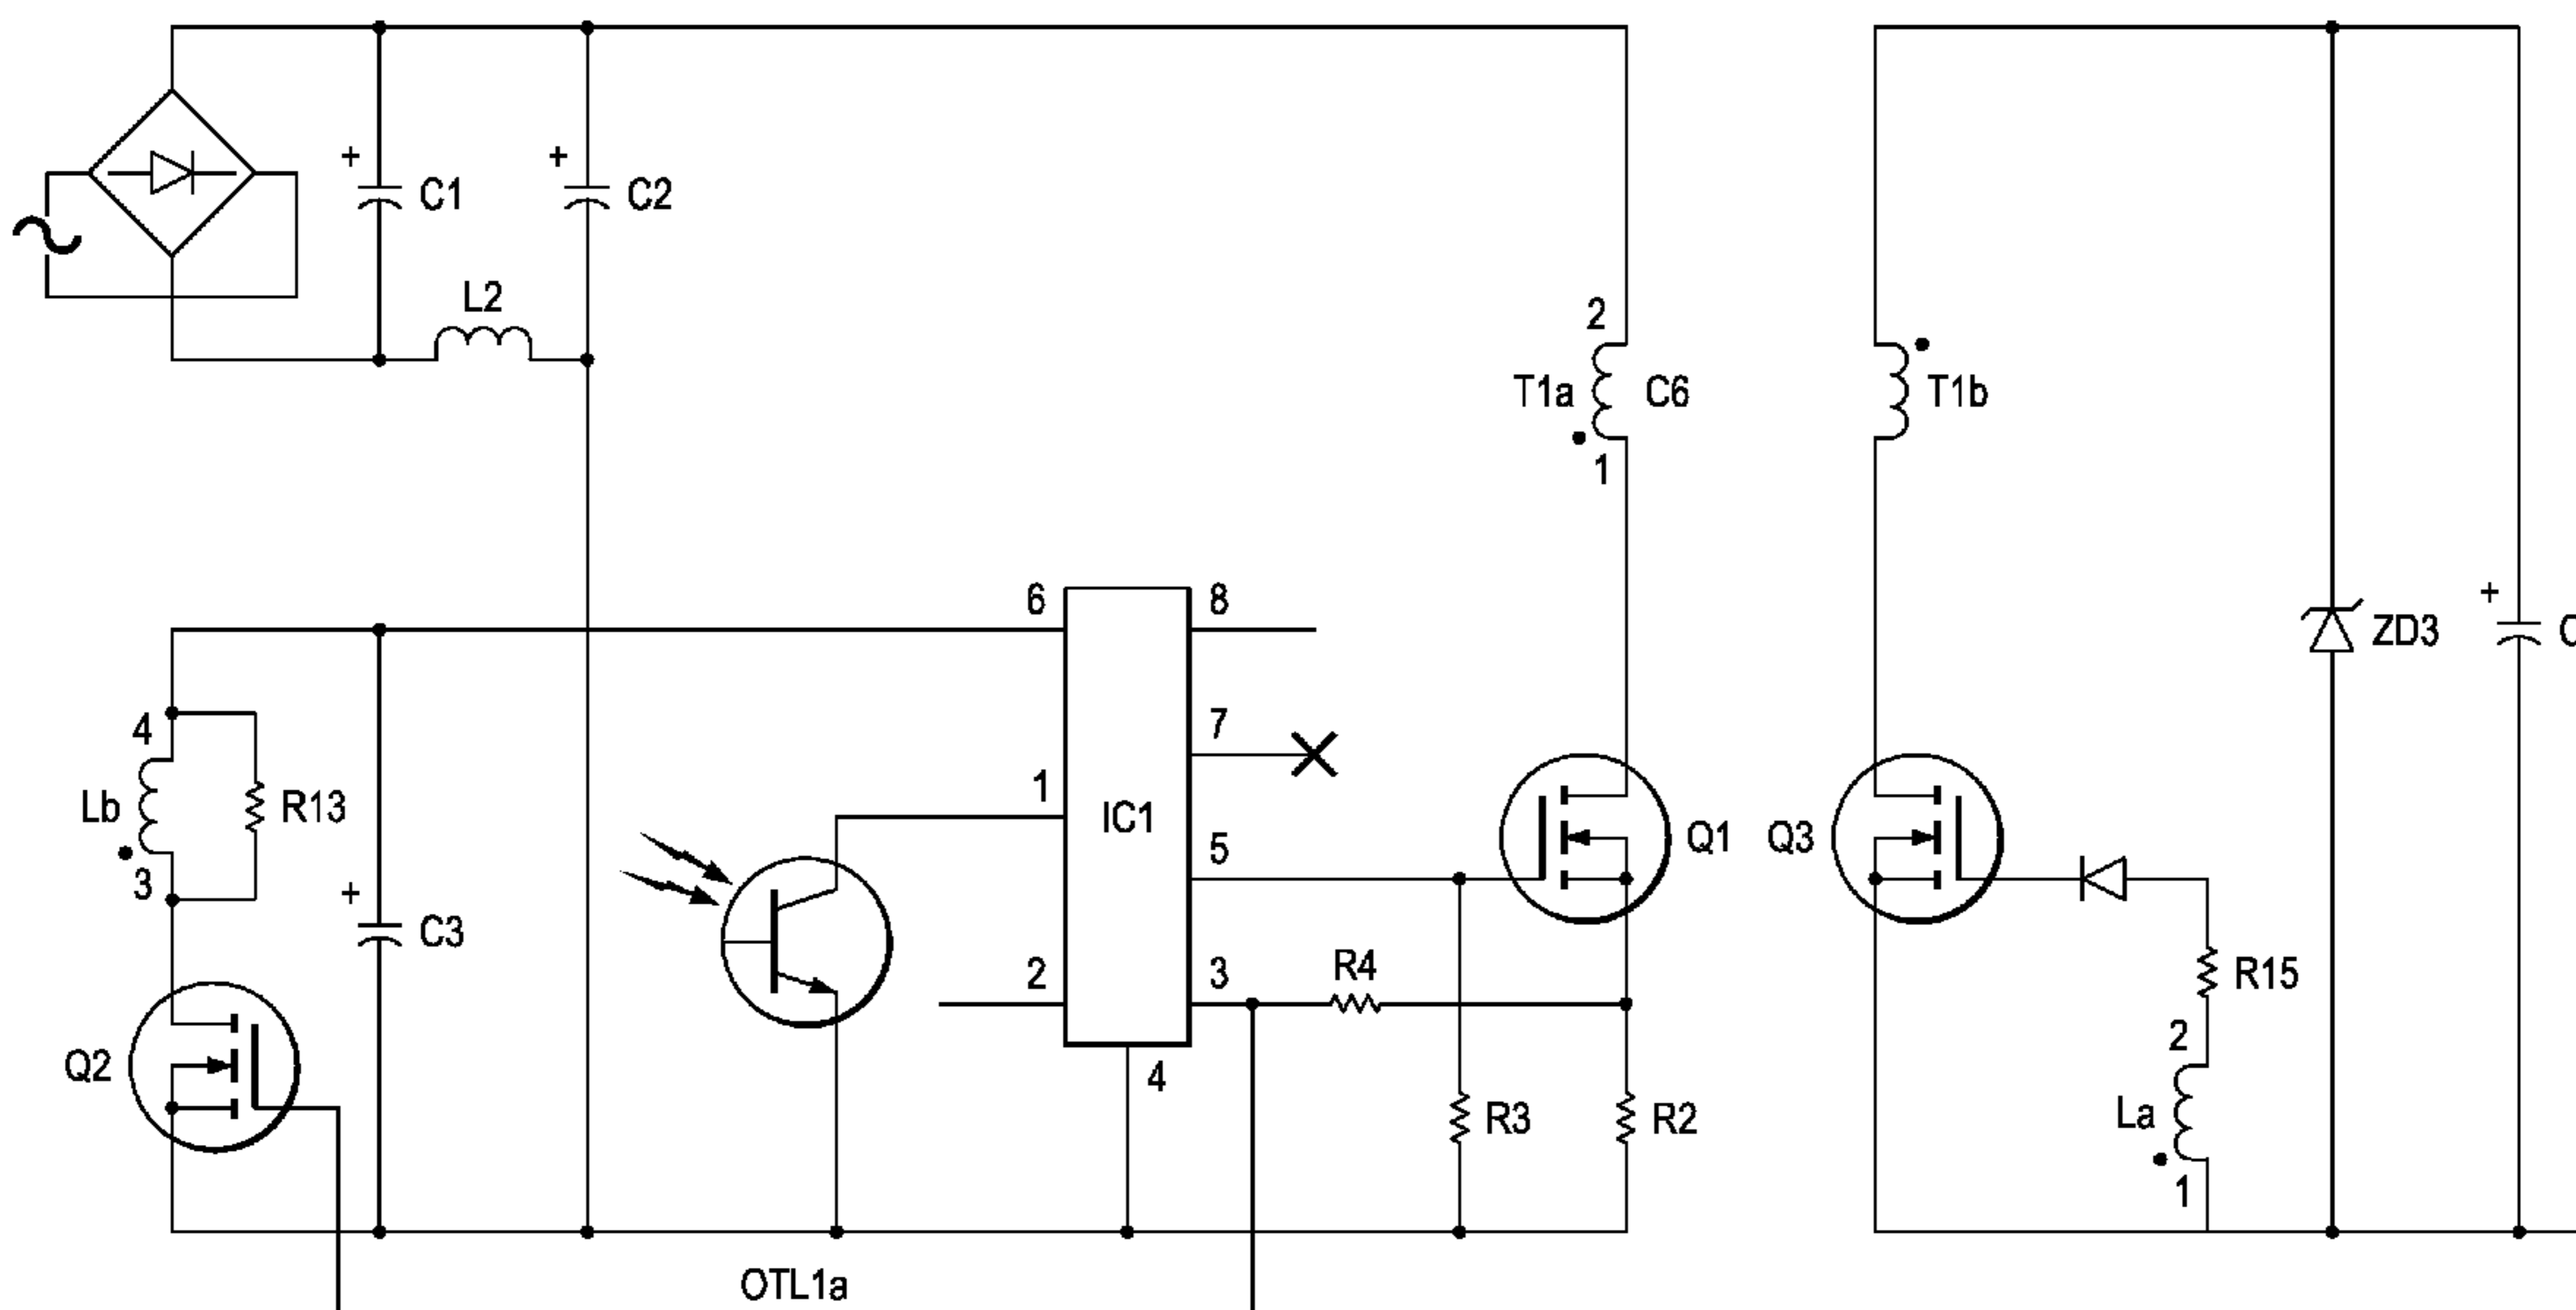 +
C1
+
C2
L2
2
T1a
C6
1
T1b
6
8
+
ZD3
7
4
Lb
R13
3
1
IC1
5
Q1
Q3
+
C3
2
3
R4
R15
2
Q2
4
R3
R2
La
1
OTL1a